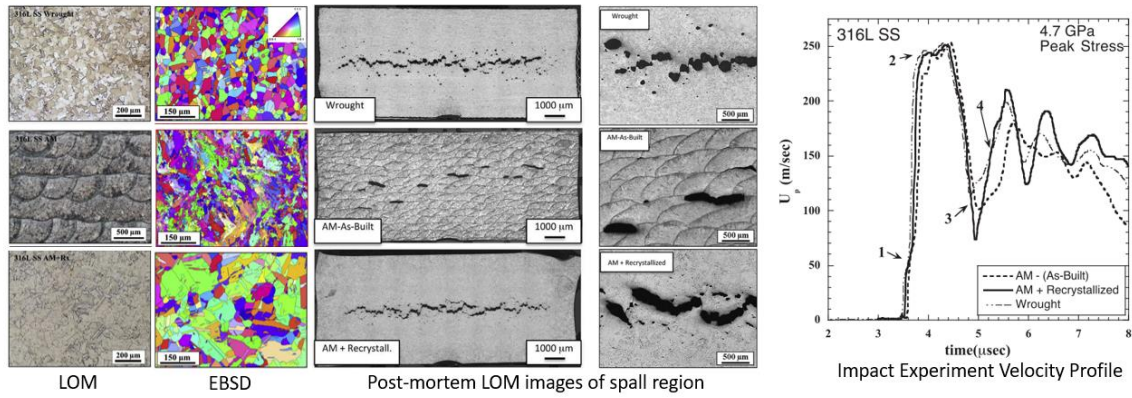 316L SS Wrought
200 µm
150 µm
Wrought
1000 µm
Wrought
500 µm
316L SS AM
500 µm
150 µm
AM-As-Built
1000 µm
AM-As-Built
500 µm
316L SS AM+Rx
200 µm
150 µm
AM + Recrystall.
1000 µm
AM + Recrystallized
500 µm
LOM
EBSD
Post-mortem LOM images of spall region
316L SS
4.7 GPa
Peak Stress
250
200
150
100
50
0
U_p (m/sec)
1
2
3
4
AM - (As-Built)
AM + Recrystallized
Wrought
2
3
4
5
6
7
8
time(µsec)
Impact Experiment Velocity Profile